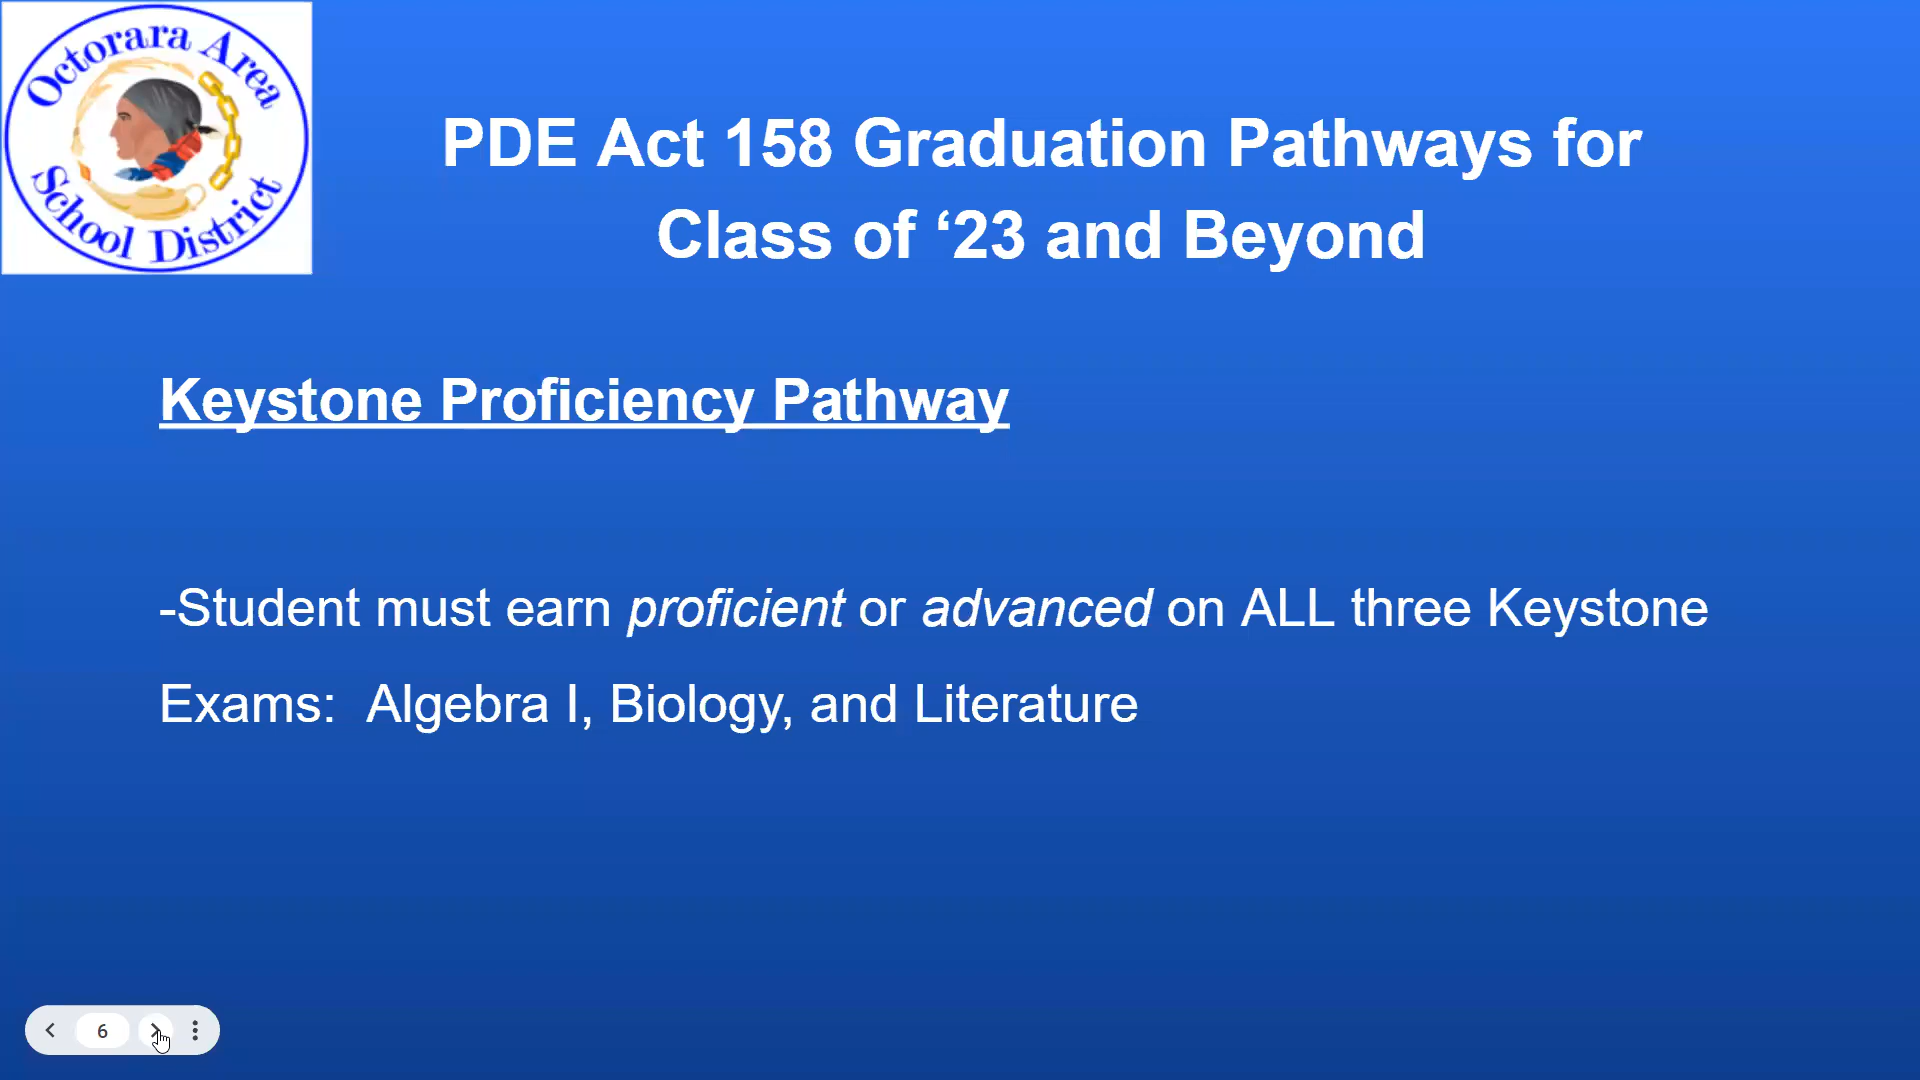 Octorara Area
School District
PDE Act 158 Graduation Pathways for
Class of ‘23 and Beyond
Keystone Proficiency Pathway
-Student must earn proficient or advanced on ALL three Keystone
Exams:  Algebra I, Biology, and Literature
6